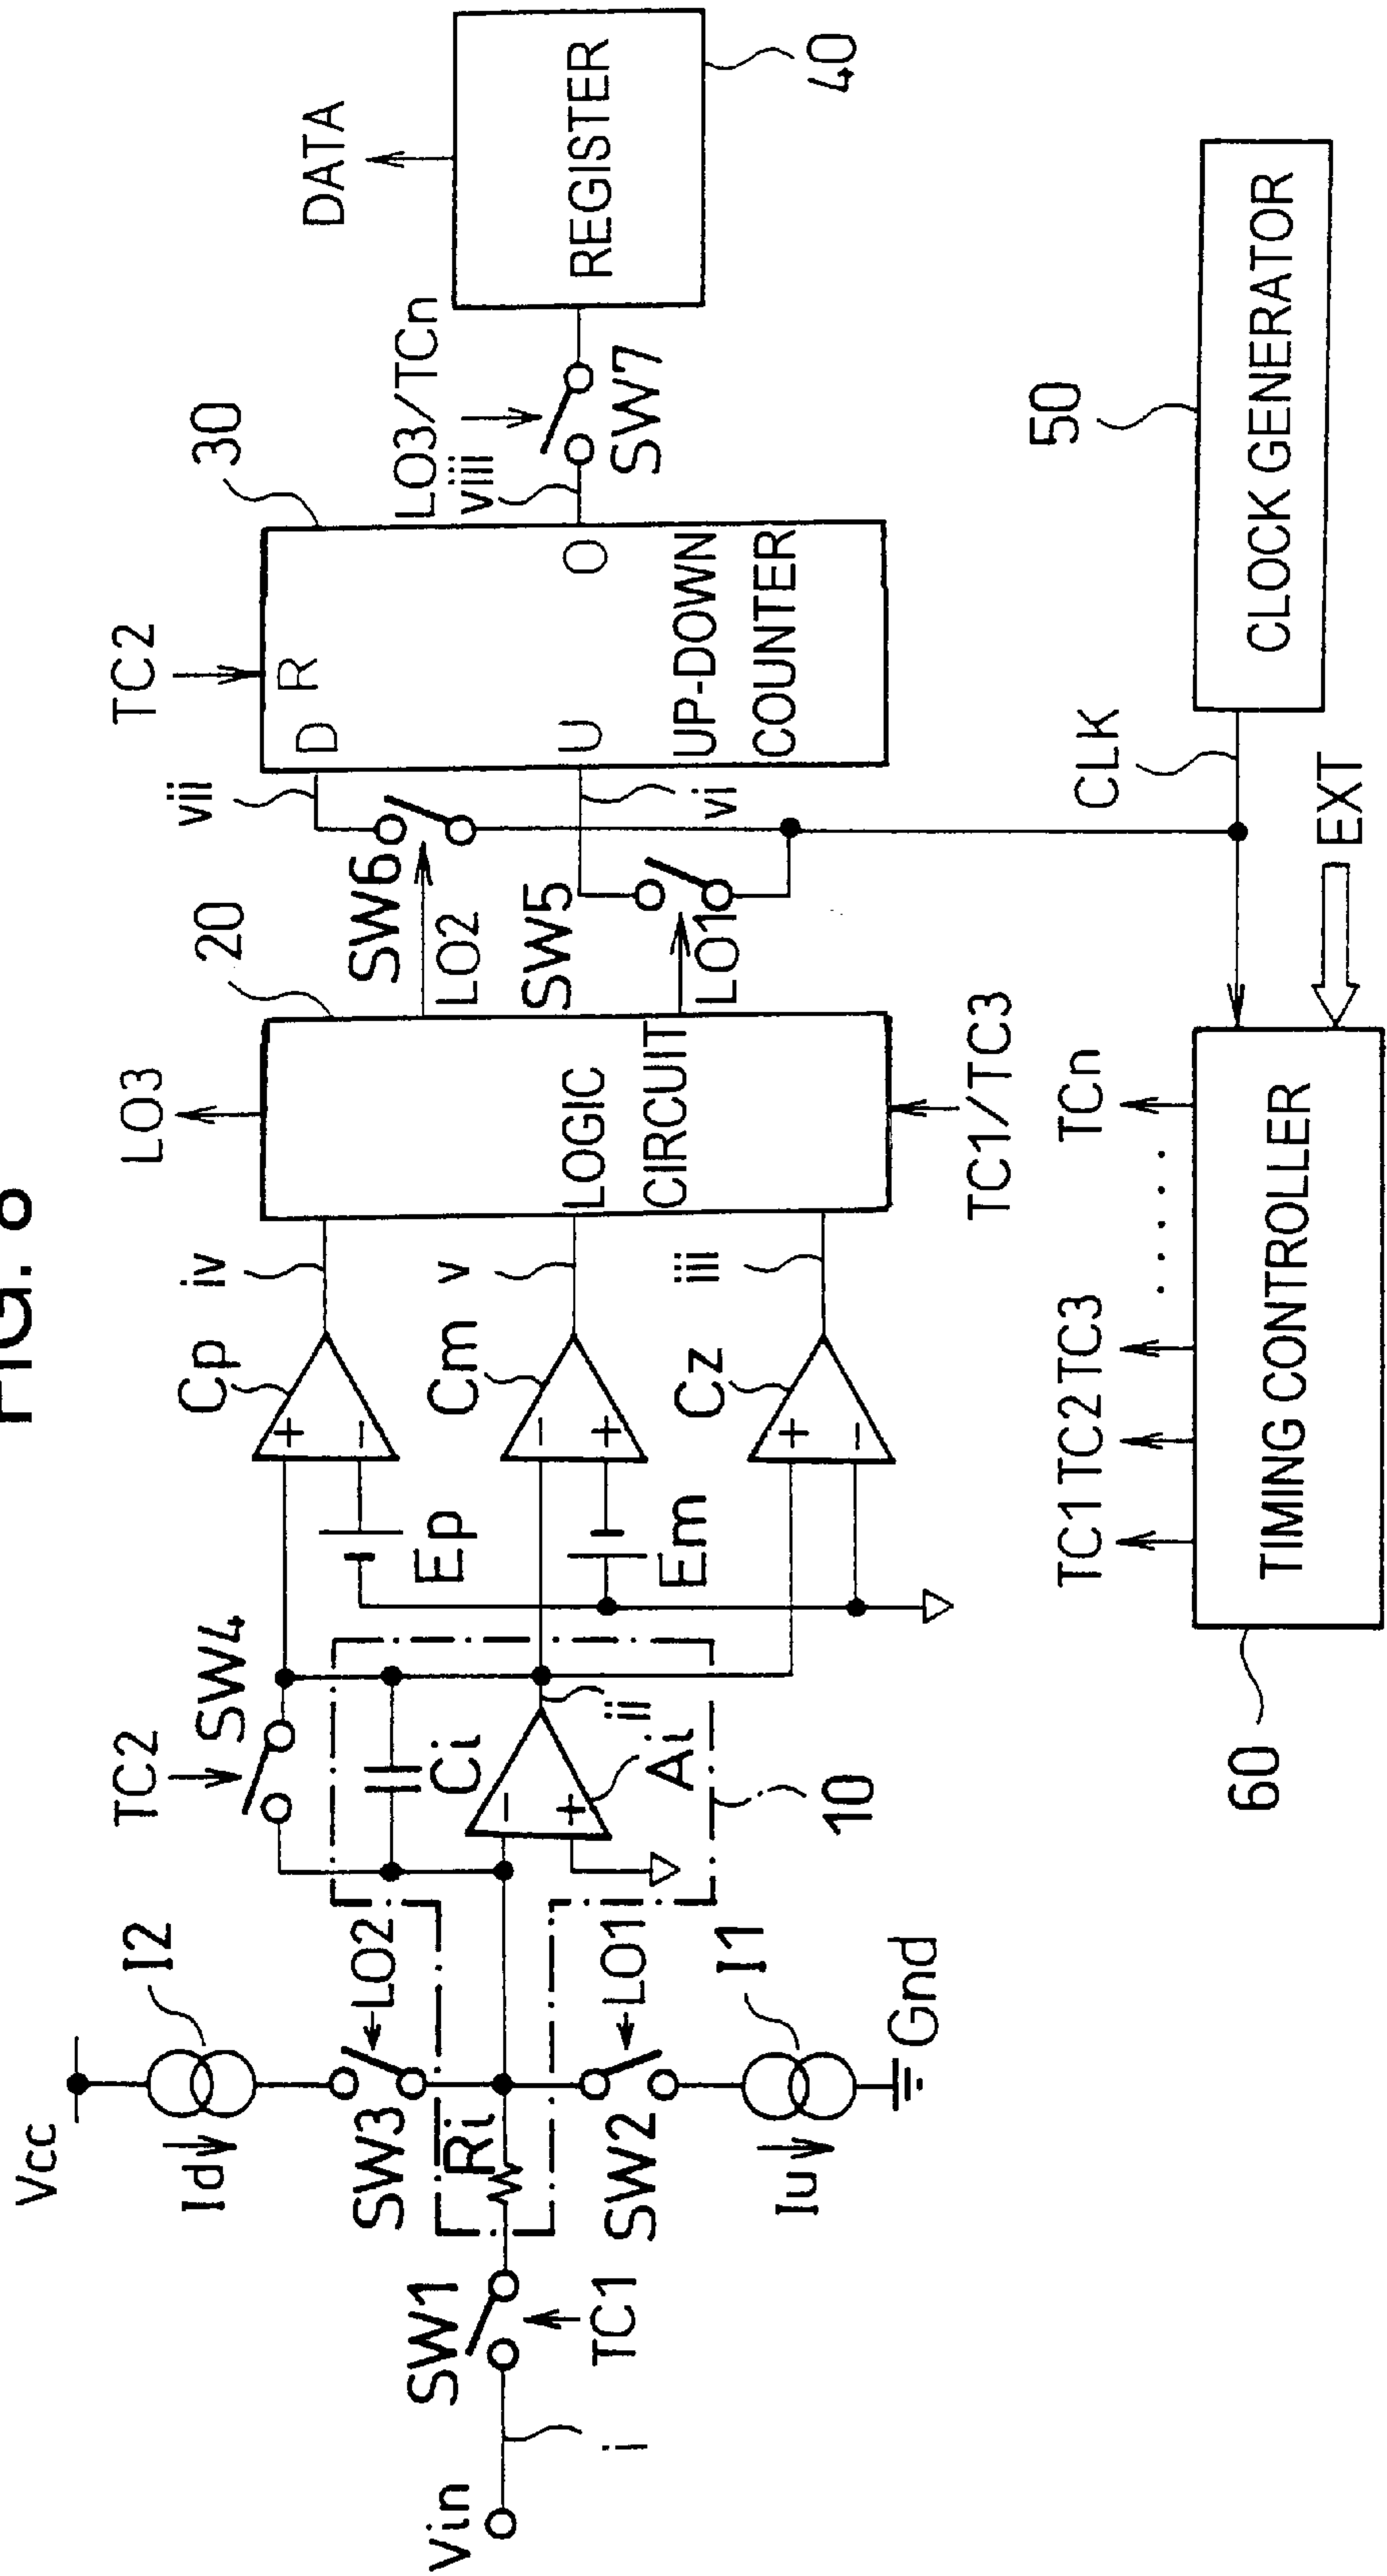 FIG. 8
Vcc
I2
Id
SW3
LO2
Ri
SW1
TC1
Vin
i
SW2
LO1
I1
Iu
Gnd
TC2
SW4
Ci
Ai
ii
10
Ep
Em
Cp
Cm
Cz
iv
v
iii
LO3
20
LOGIC
CIRCUIT
TC1/TC3
SW6
LO2
SW5
LO1
vii
vi
TC2
30
D
R
U
O
UP-DOWN
COUNTER
LO3/TCn
viii
SW7
DATA
REGISTER
40
TC1
TC2
TC3
TCn
TIMING CONTROLLER
60
EXT
CLK
50
CLOCK GENERATOR